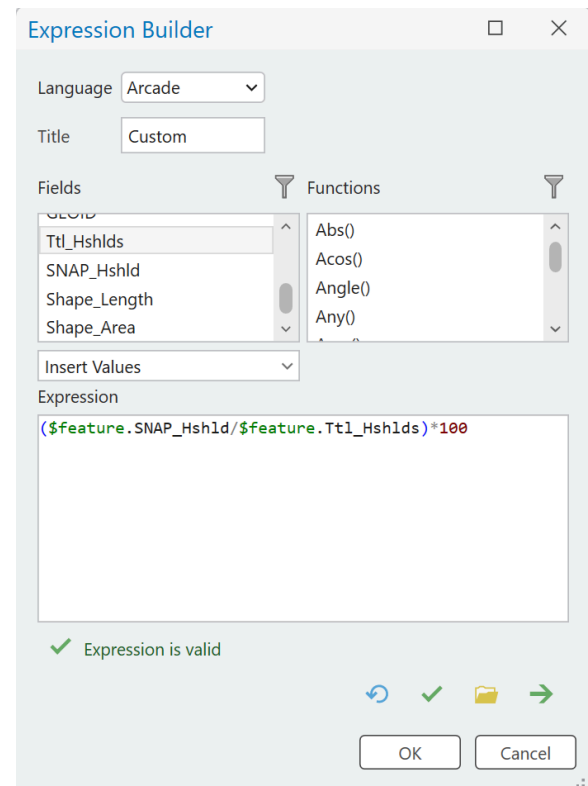 Expression Builder
Language Arcade
Title Custom
Fields
Functions
Ttl_Hshlds
SNAP_Hshld
Shape_Length
Shape_Area
Abs()
Acos()
Angle()
Any()
Insert Values
Expression
($feature.SNAP_Hshld/$feature.Ttl_Hshlds)*100
Expression is valid
OK
Cancel